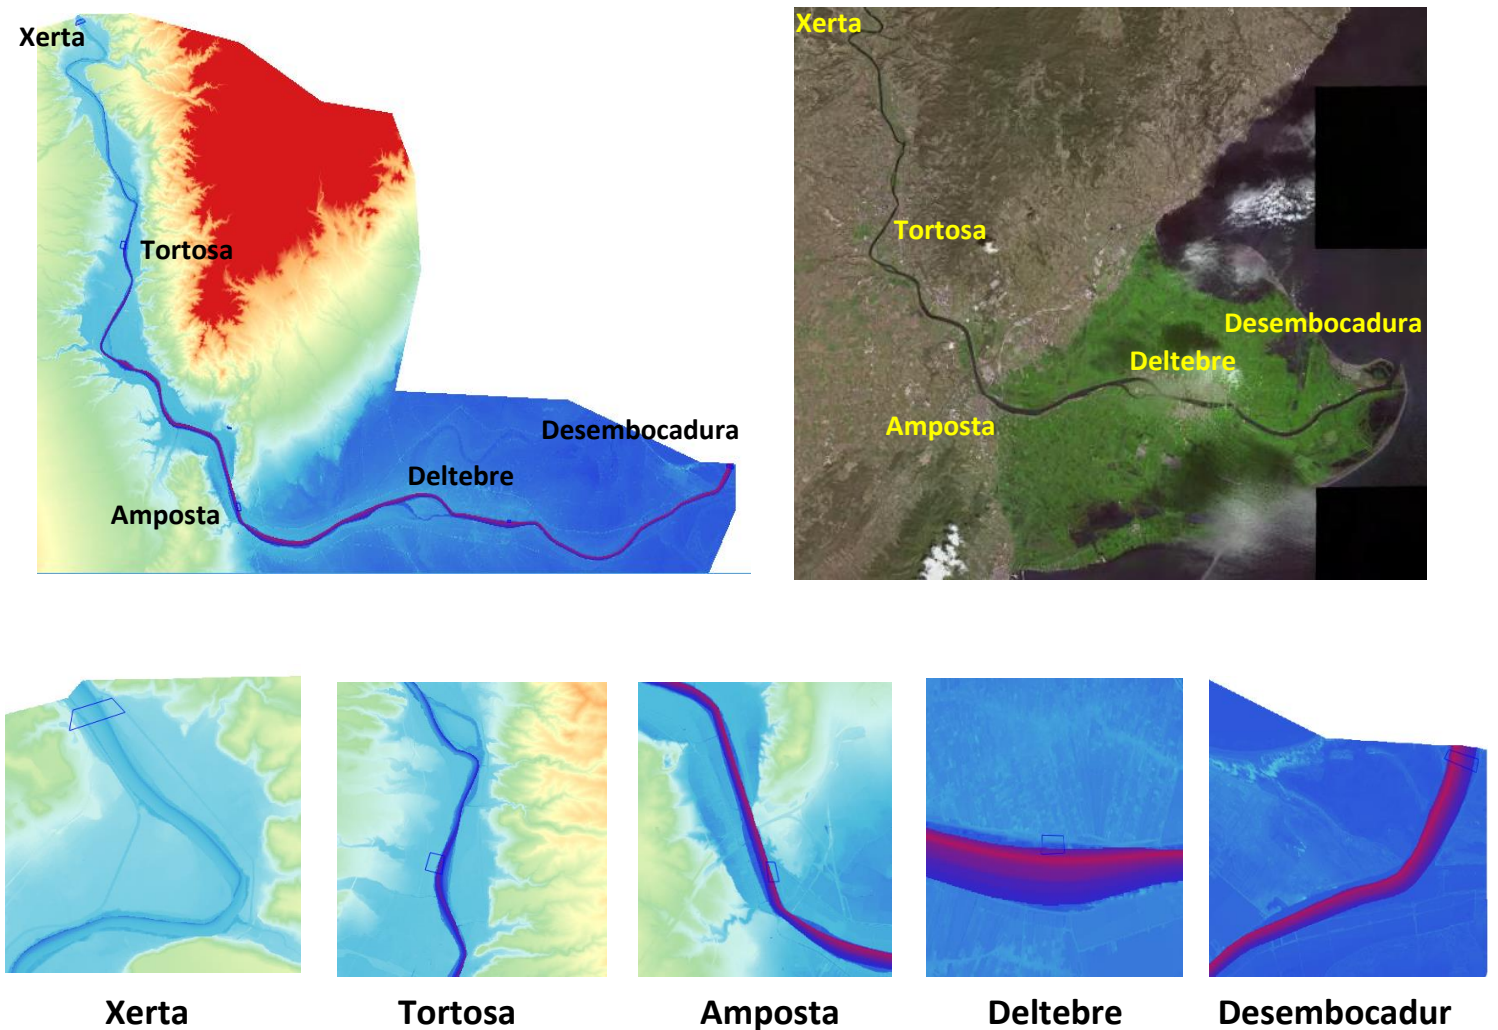 Xerta
Tortosa
Desembocadura
Deltebre
Amposta
Xerta
Tortosa
Desembocadura
Deltebre
Amposta
Xerta
Tortosa
Amposta
Deltebre
Desembocadur